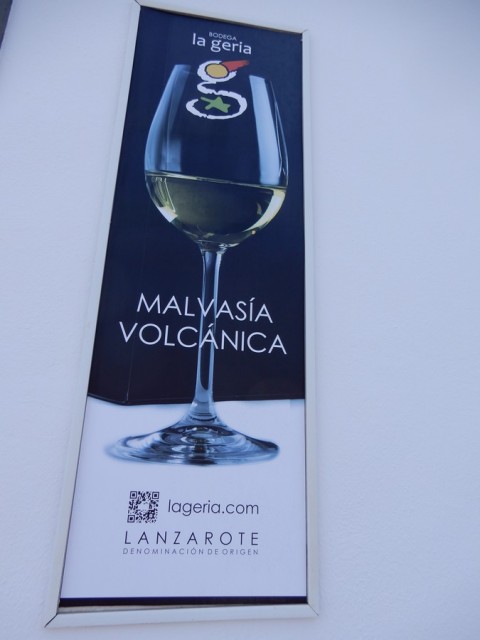 BODEGA
la geria
MALVASÍA
VOLCÁNICA
lageria.com
LANZAROTE
DENOMINACIÓN DE ORIGEN